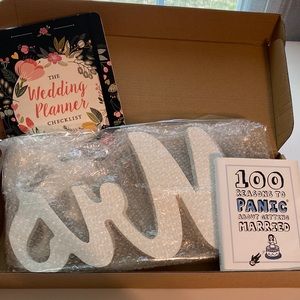 THE
Wedding
Planner
CHECKLIST
100
REASONS TO
PANIC
ABOUT GETTING
MARRIED